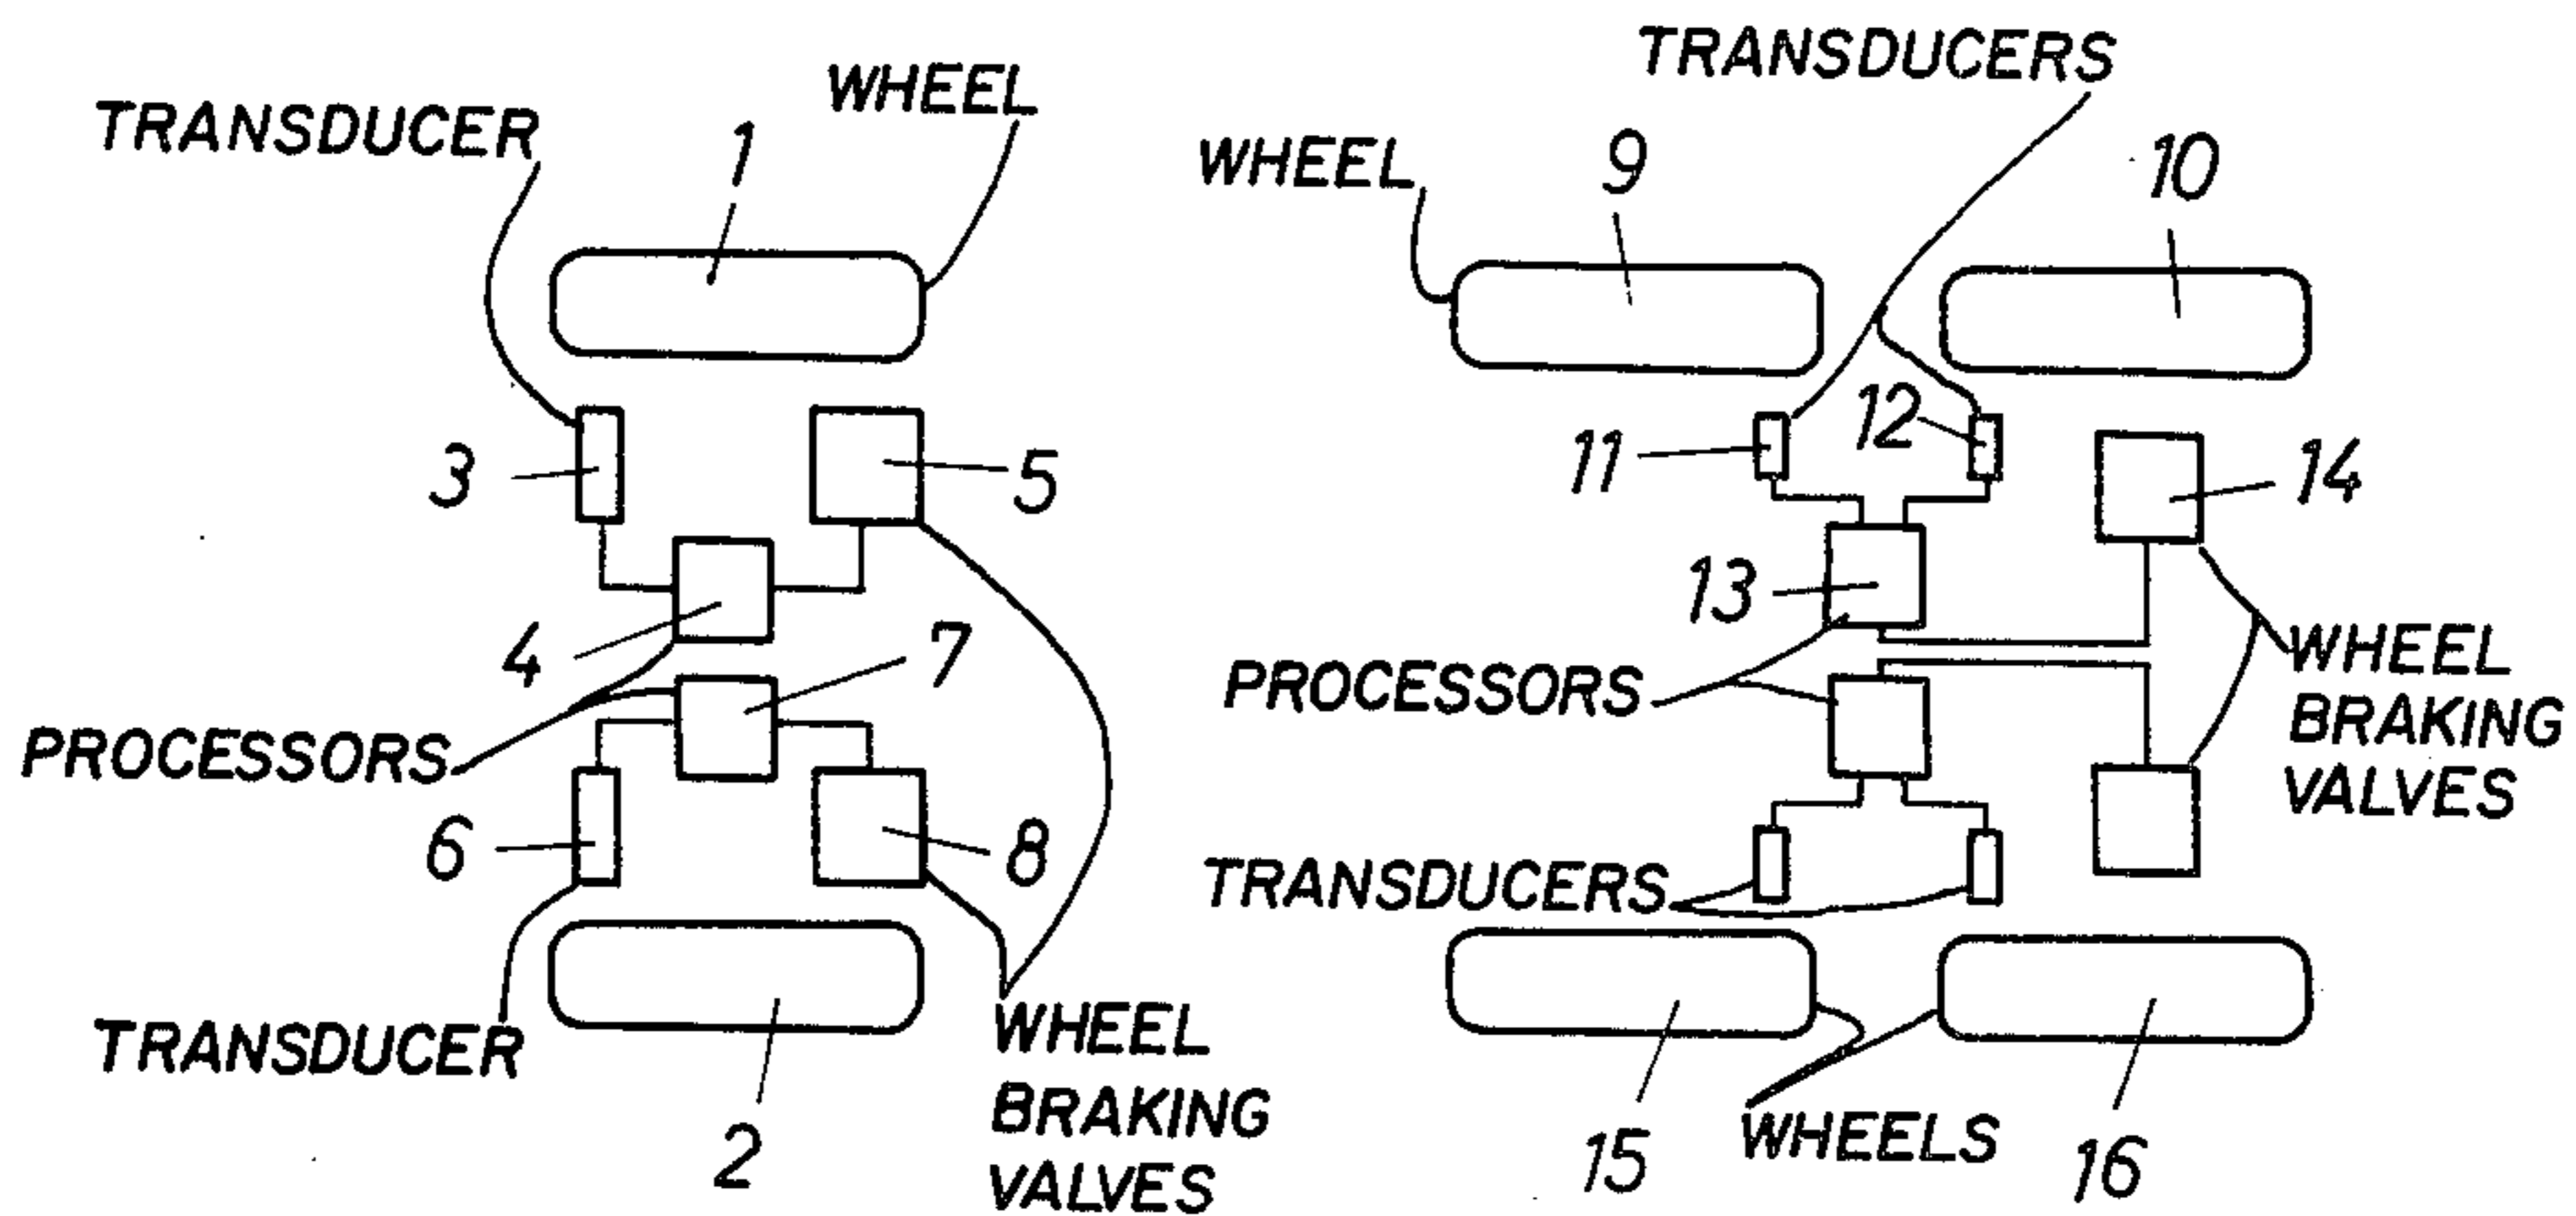 TRANSDUCER
WHEEL
1
3
5
4
7
PROCESSORS
6
8
TRANSDUCER
2
WHEEL
BRAKING
VALVES
TRANSDUCERS
WHEEL
9
10
11
12
14
13
PROCESSORS
WHEEL
BRAKING
VALVES
TRANSDUCERS
15
WHEELS
16